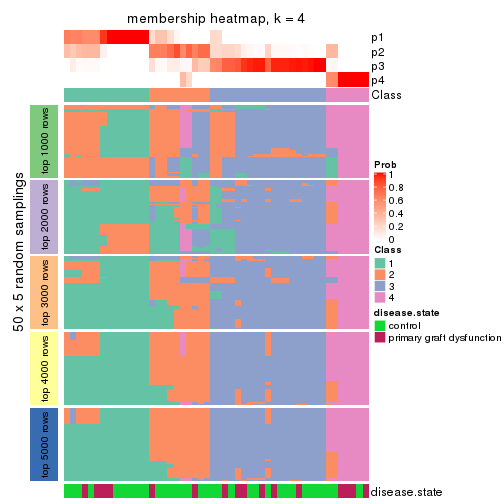 membership heatmap, k = 4
p1
p2
p3
p4
Class
50 x 5 random samplings
top 1000 rows
top 2000 rows
top 3000 rows
top 4000 rows
top 5000 rows
disease.state
Prob
1
0.8
0.6
0.4
0.2
0
Class
1
2
3
4
disease.state
control
primary graft dysfunction